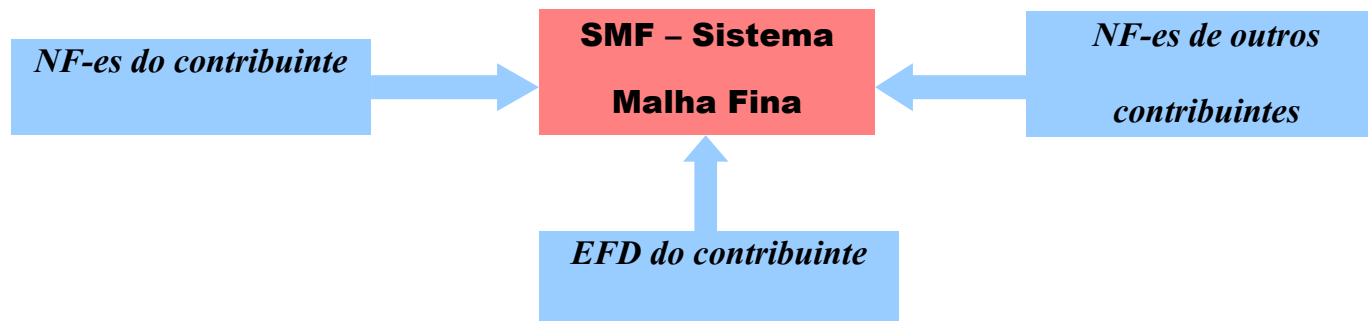 NF-es do contribuinte
SMF – Sistema
Malha Fina
NF-es de outros
contribuintes
EFD do contribuinte